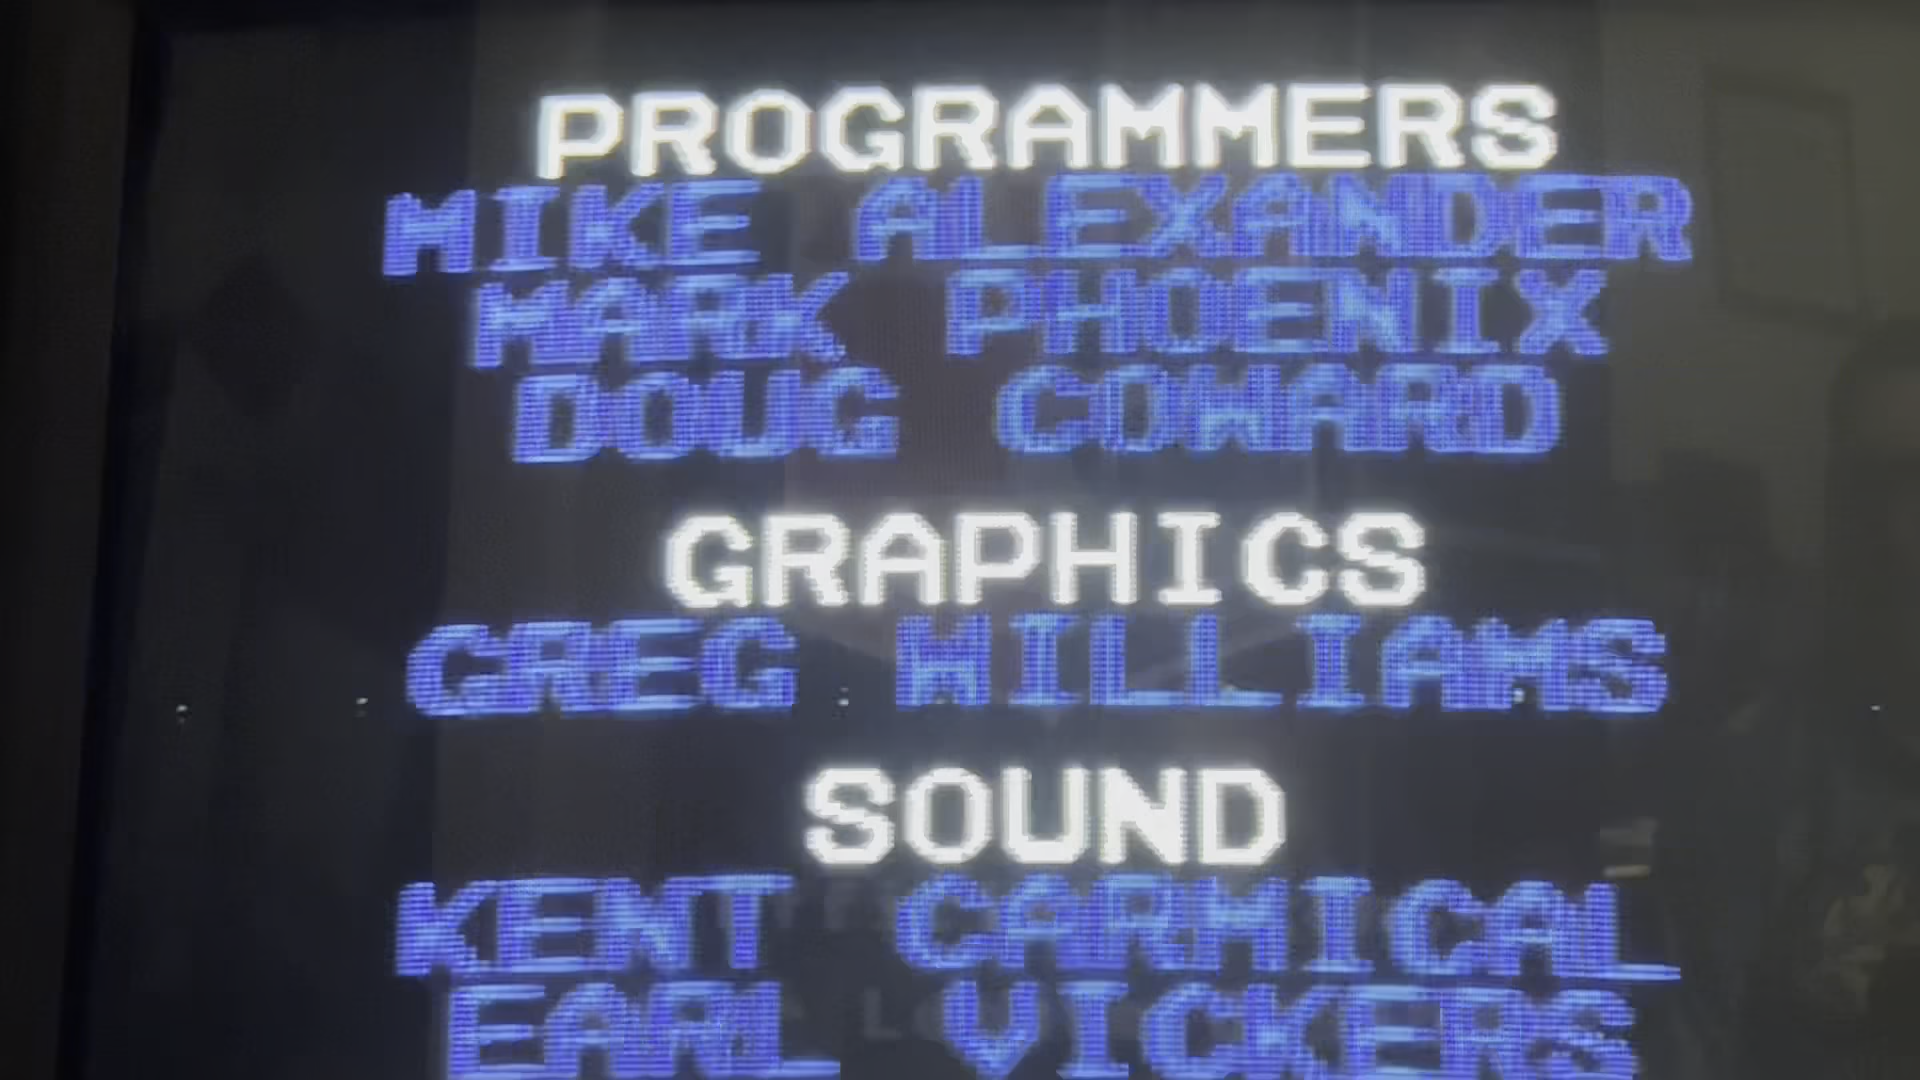 PROGRAMMERS
MIKE ALEXANDER
MARK PHOENIX
DOUG COWARD
GRAPHICS
GREG WILLIAMS
SOUND
KENT CARMICAL
EARL VICKERS